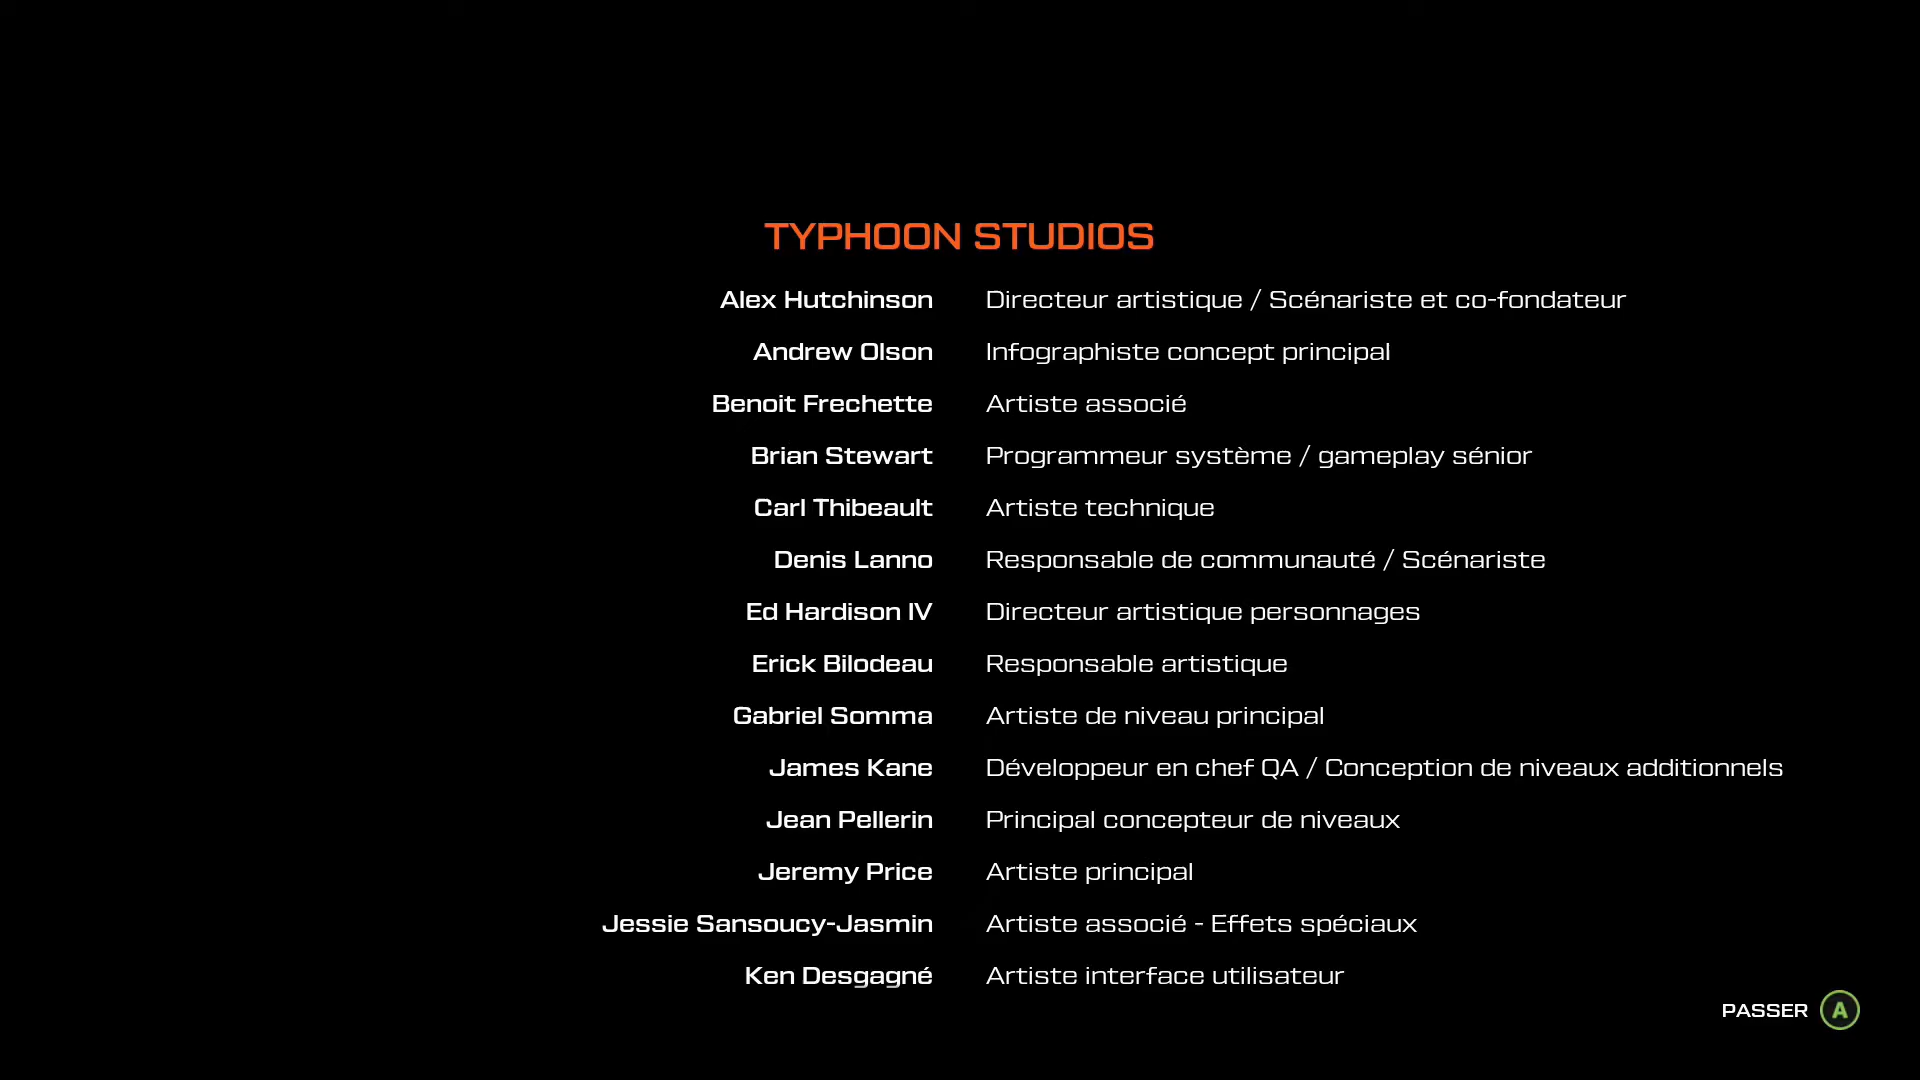 TYPHOON STUDIOS
Alex Hutchinson Directeur artistique / Scénariste et co-fondateur
Andrew Olson Infographiste concept principal
Benoit Frechette Artiste associé
Brian Stewart Programmeur système / gameplay sénior
Carl Thibeault Artiste technique
Denis Lanno Responsable de communauté / Scénariste
Ed Hardison IV Directeur artistique personnages
Erick Bilodeau Responsable artistique
Gabriel Somma Artiste de niveau principal
James Kane Développeur en chef QA / Conception de niveaux additionnels
Jean Pellerin Principal concepteur de niveaux
Jeremy Price Artiste principal
Jessie Sansoucy-Jasmin Artiste associé - Effets spéciaux
Ken Desgagné Artiste interface utilisateur
PASSER A